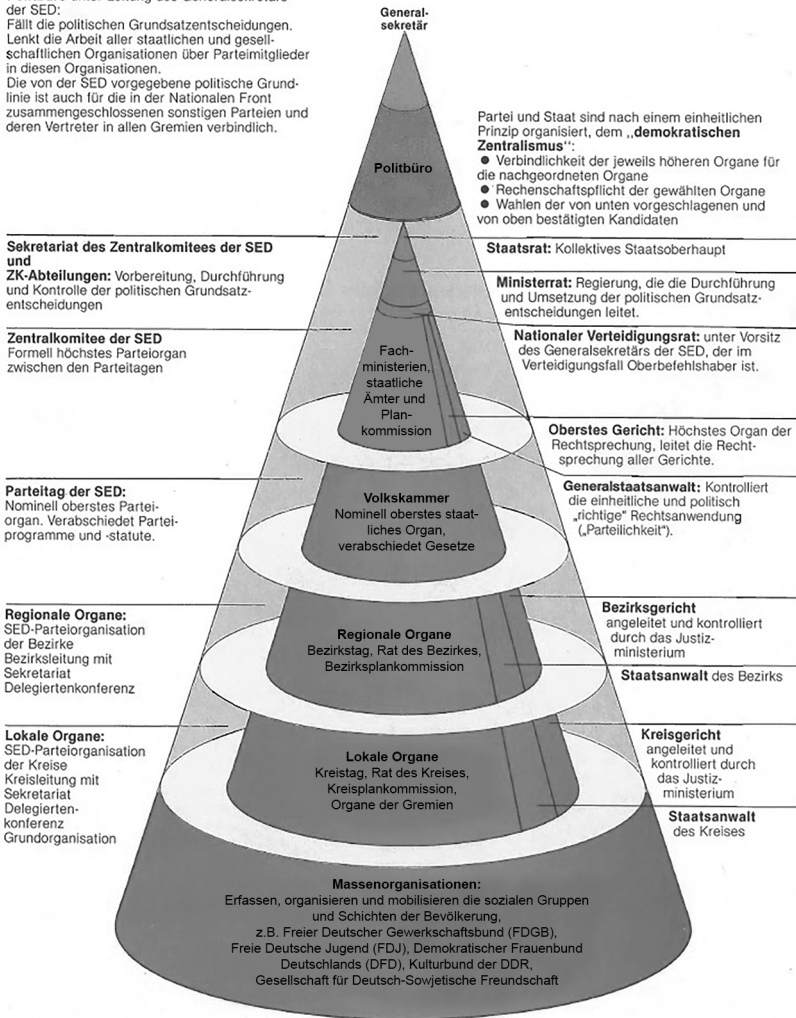 der SED:
Fällt die politischen Grundsatzentscheidungen.
Lenkt die Arbeit aller staatlichen und gesell-
schaftlichen Organisationen über Parteimitglieder
in diesen Organisationen.
Die von der SED vorgegebene politische Grund-
linie ist auch für die in der Nationalen Front
zusammengeschlossenen sonstigen Parteien und
deren Vertreter in allen Gremien verbindlich.
General-
sekretär
Politbüro
Partei und Staat sind nach einem einheitlichen
Prinzip organisiert, dem „demokratischen
Zentralismus“:
● Verbindlichkeit der jeweils höheren Organe für
die nachgeordneten Organe
● Rechenschaftspflicht der gewählten Organe
● Wahlen der von unten vorgeschlagenen und
von oben bestätigten Kandidaten
Sekretariat des Zentralkomitees der SED
und
ZK-Abteilungen: Vorbereitung, Durchführung
und Kontrolle der politischen Grundsatz-
entscheidungen
Zentralkomitee der SED
Formell höchstes Parteiorgan
zwischen den Parteitagen
Parteitag der SED:
Nominell oberstes Partei-
organ. Verabschiedet Partei-
programme und -statute.
Regionale Organe:
SED-Parteiorganisation
der Bezirke
Bezirksleitung mit
Sekretariat
Delegiertenkonferenz
Lokale Organe:
SED-Parteiorganisation
der Kreise
Kreisleitung mit
Sekretariat
Delegierten-
konferenz
Grundorganisation
Fach-
ministerien,
staatliche
Ämter und
Plan-
kommission
Volkskammer
Nominell oberstes staat-
liches Organ,
verabschiedet Gesetze
Regionale Organe
Bezirkstag, Rat des Bezirkes,
Bezirksplankommission
Lokale Organe
Kreistag, Rat des Kreises,
Kreisplankommission,
Organe der Gremien
Staatsrat: Kollektives Staatsoberhaupt
Ministerrat: Regierung, die die Durchführung
und Umsetzung der politischen Grundsatz-
entscheidungen leitet.
Nationaler Verteidigungsrat: unter Vorsitz
des Generalsekretärs der SED, der im
Verteidigungsfall Oberbefehlshaber ist.
Oberstes Gericht: Höchstes Organ der
Rechtsprechung, leitet die Recht-
sprechung aller Gerichte.
Generalstaatsanwalt: Kontrolliert
die einheitliche und politisch
„richtige“ Rechtsanwendung
(„Parteilichkeit“).
Bezirksgericht
angeleitet und kontrolliert
durch das Justiz-
ministerium
Staatsanwalt des Bezirks
Kreisgericht
angeleitet und
kontrolliert durch
das Justiz-
ministerium
Staatsanwalt
des Kreises
Massenorganisationen:
Erfassen, organisieren und mobilisieren die sozialen Gruppen
und Schichten der Bevölkerung,
z.B. Freier Deutscher Gewerkschaftsbund (FDGB),
Freie Deutsche Jugend (FDJ), Demokratischer Frauenbund
Deutschlands (DFD), Kulturbund der DDR,
Gesellschaft für Deutsch-Sowjetische Freundschaft